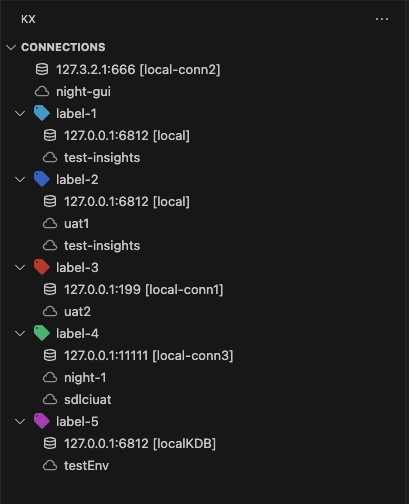 KX
CONNECTIONS
127.3.2.1:666 [local-conn2]
night-gui
label-1
127.0.0.1:6812 [local]
test-insights
label-2
127.0.0.1:6812 [local]
uat1
test-insights
label-3
127.0.0.1:199 [local-conn1]
uat2
label-4
127.0.0.1:11111 [local-conn3]
night-1
sdlciuat
label-5
127.0.0.1:6812 [localKDB]
testEnv